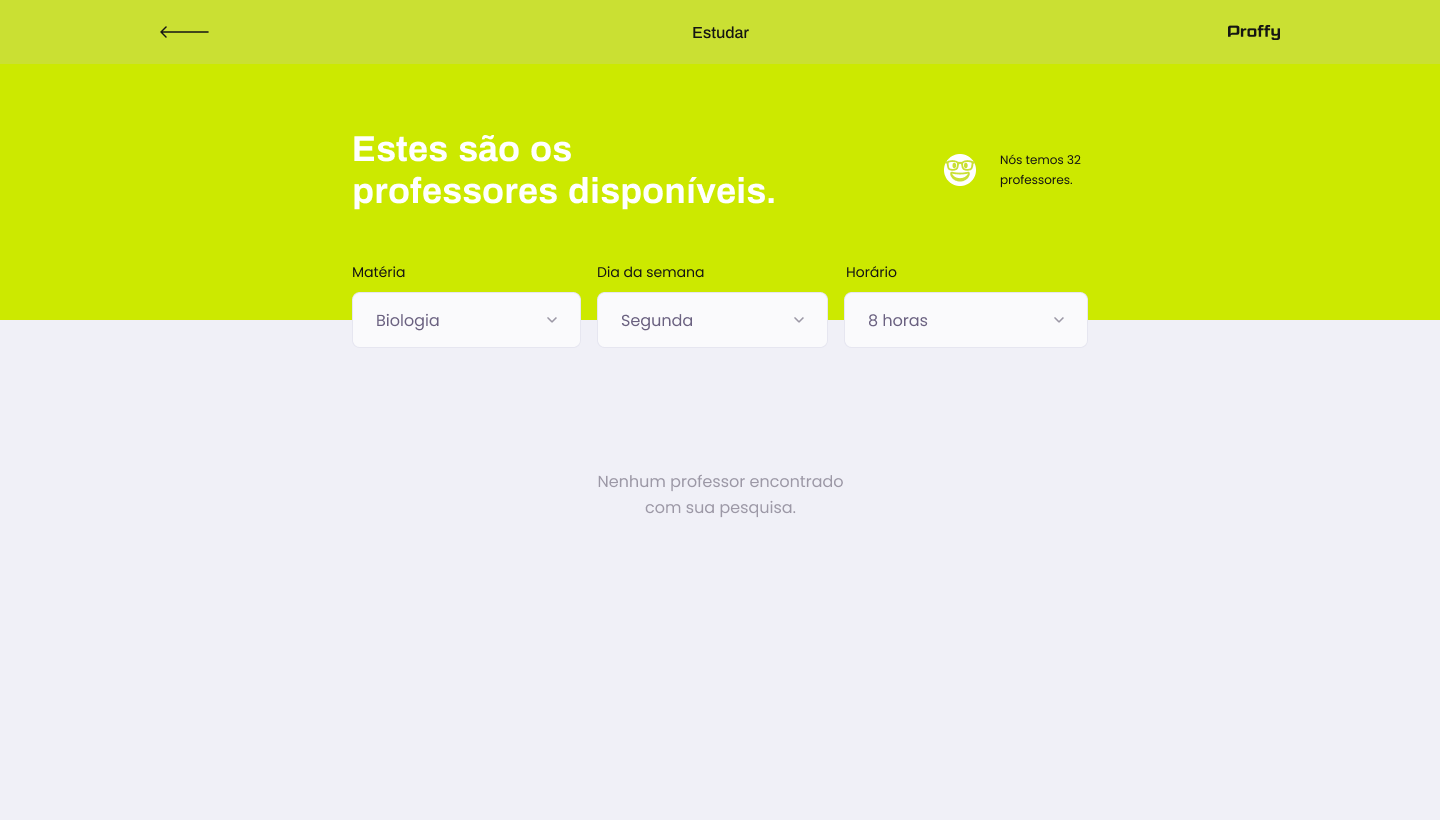 Estudar
Proffy
Estes são os
professores disponíveis.
Nós temos 32
professores.
Matéria
Dia da semana
Horário
Biologia
Segunda
8 horas
Nenhum professor encontrado
com sua pesquisa.